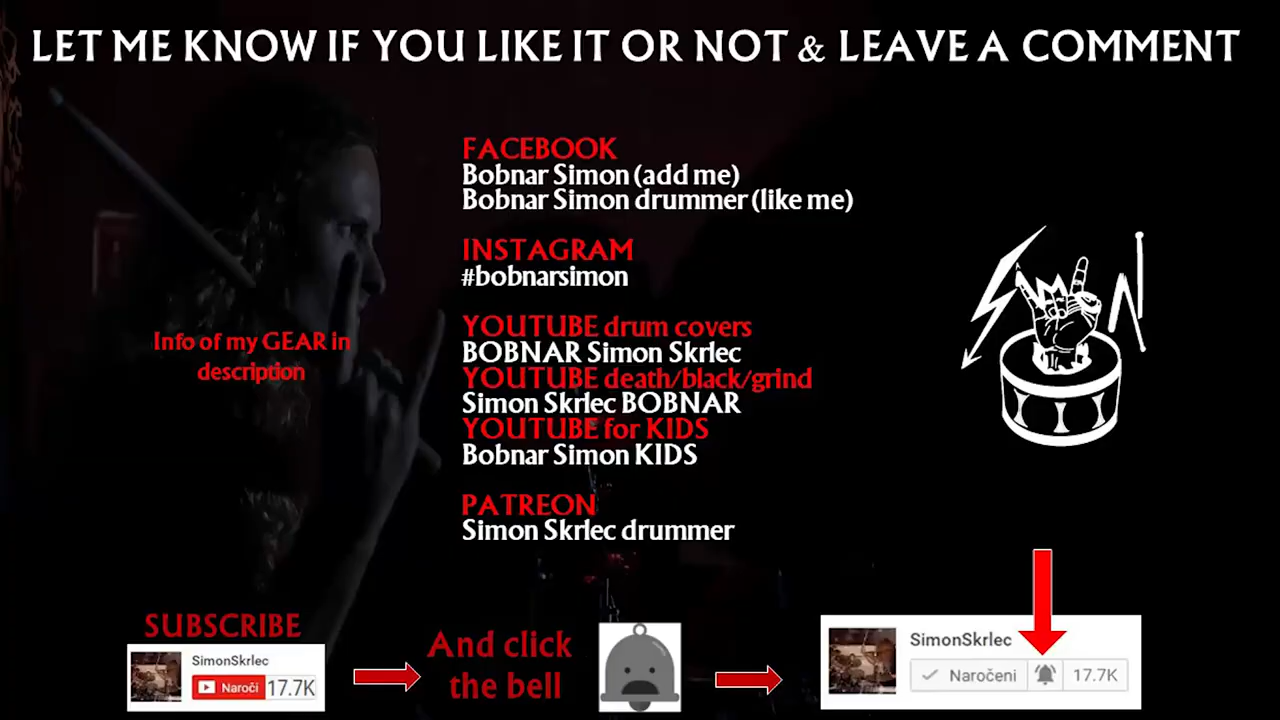 LET ME KNOW IF YOU LIKE IT OR NOT & LEAVE A COMMENT
FACEBOOK
Bobnar Simon (add me)
Bobnar Simon drummer (like me)
INSTAGRAM
#bobnarsimon
YOUTUBE drum covers
BOBNAR Simon Skrlec
YOUTUBE death/black/grind
Simon Skrlec BOBNAR
YOUTUBE for KIDS
Bobnar Simon KIDS
PATREON
Simon Skrlec drummer
Info of my GEAR in
description
SIMON
SUBSCRIBE
SimonSkrlec
Naroči 17.7K
And click
the bell
SimonSkrlec
Naročeni 17.7K